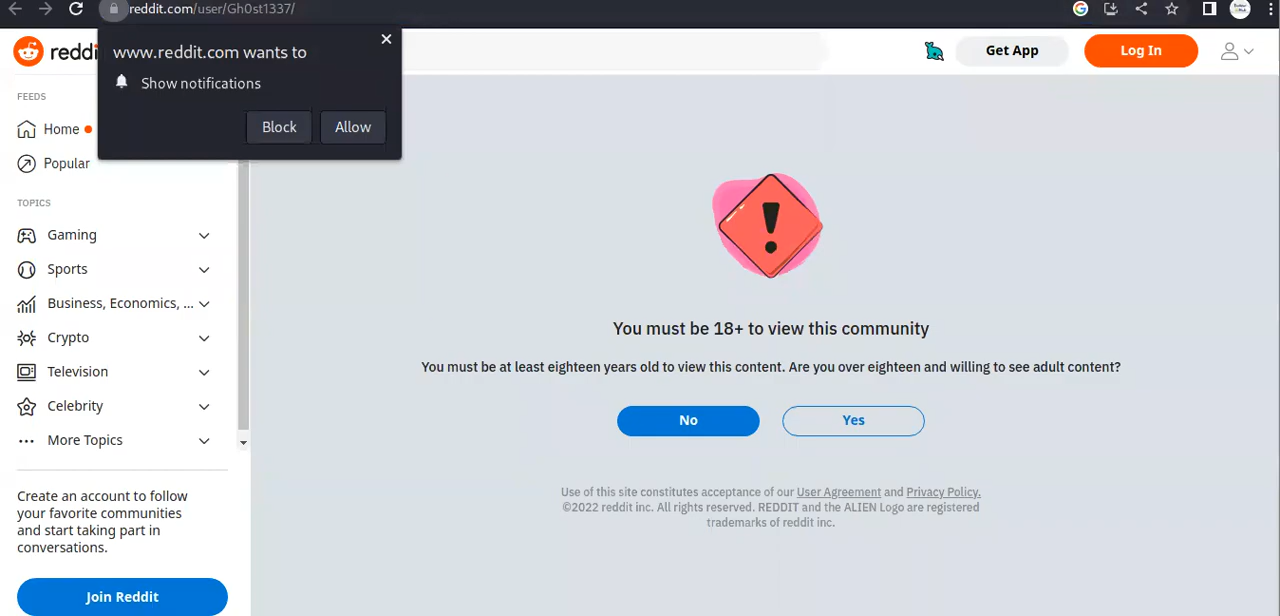 reddit.com/user/Gh0st1337/
www.reddit.com wants to
Show notifications
Block
Allow
Get App
Log In
FEEDS
Home
Popular
TOPICS
Gaming
Sports
Business, Economics, ...
Crypto
Television
Celebrity
More Topics
Create an account to follow
your favorite communities
and start taking part in
conversations.
Join Reddit
You must be 18+ to view this community
You must be at least eighteen years old to view this content. Are you over eighteen and willing to see adult content?
No
Yes
Use of this site constitutes acceptance of our User Agreement and Privacy Policy.
©2022 reddit inc. All rights reserved. REDDIT and the ALIEN Logo are registered
trademarks of reddit inc.